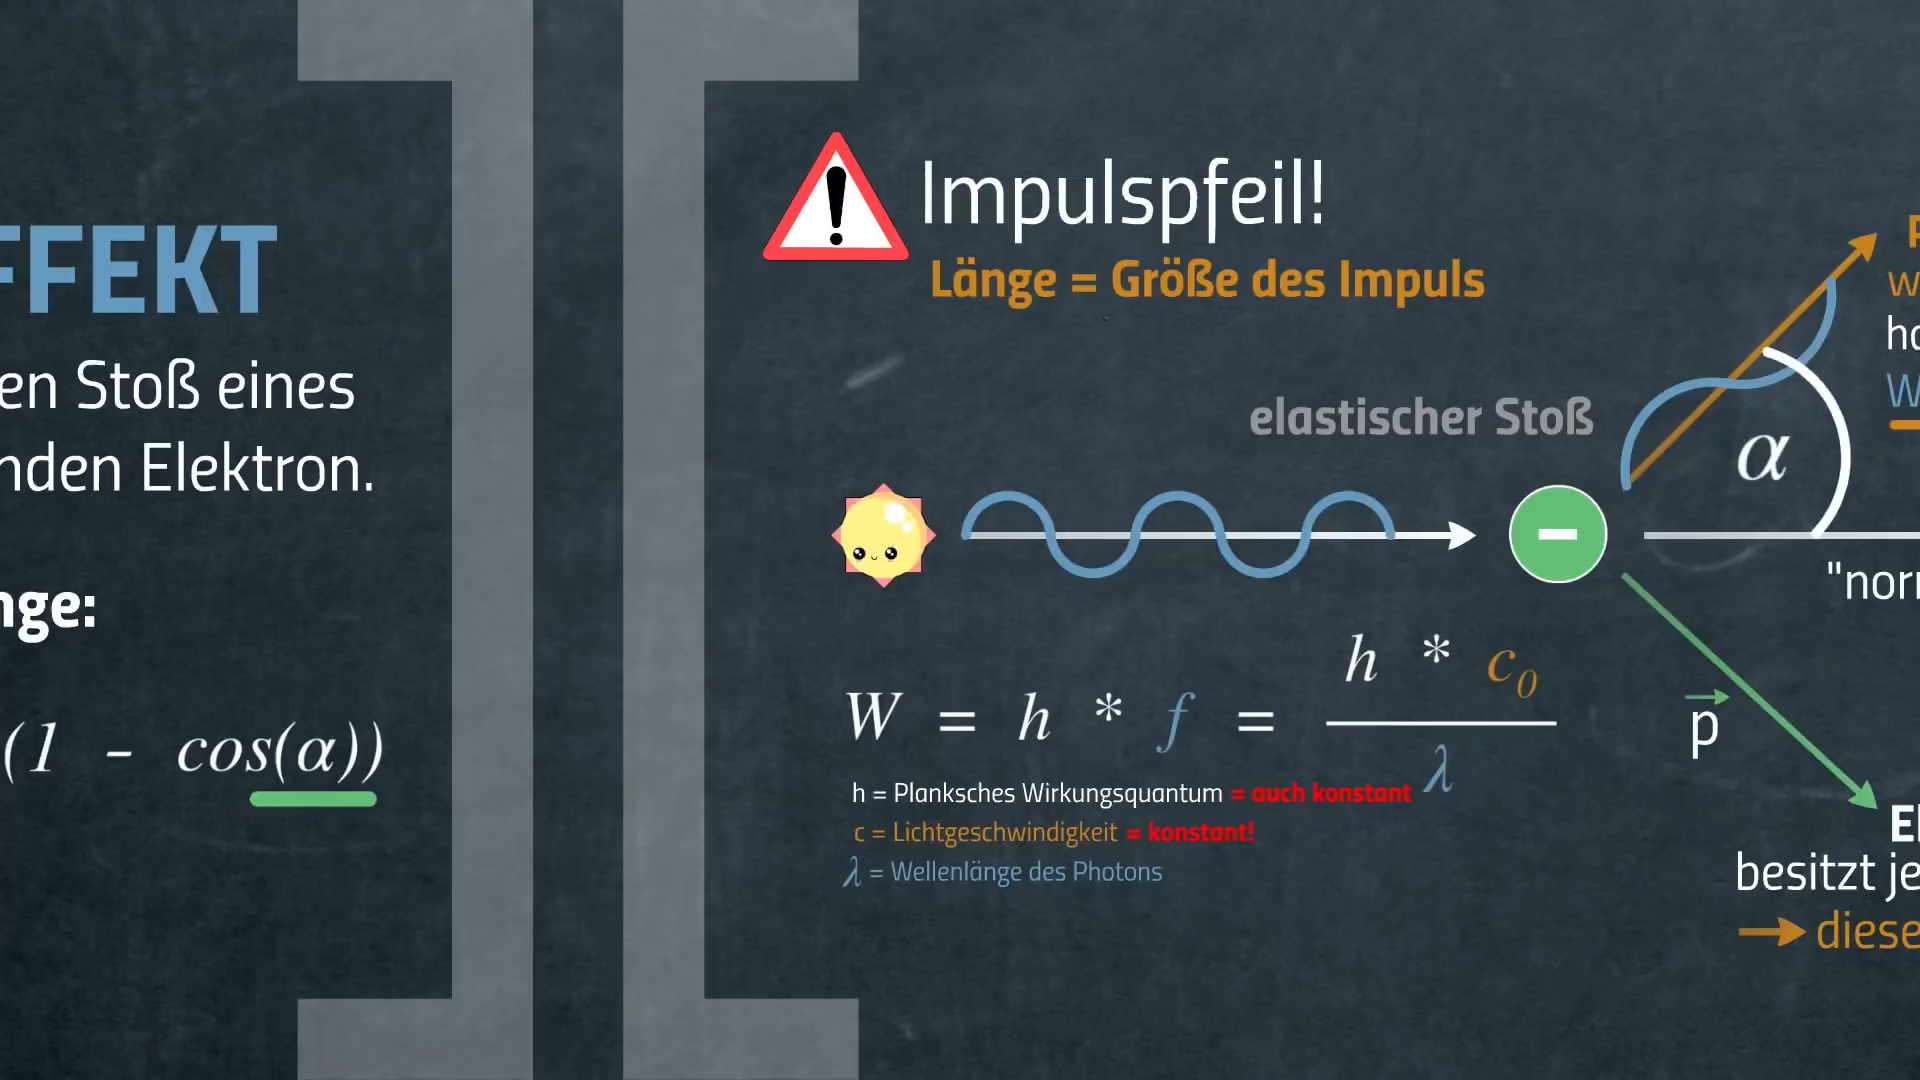 FFEKT
en Stoß eines
nden Elektron.
nge:
(1 - cos(α))
Impulspfeil!
Länge = Größe des Impuls
elastischer Stoß
α
"norm
W = h * f = h * c0 / λ
h = Planksches Wirkungsquantum = auch konstant
c = Lichtgeschwindigkeit = konstant!
λ = Wellenlänge des Photons
p
besitzt je
diese